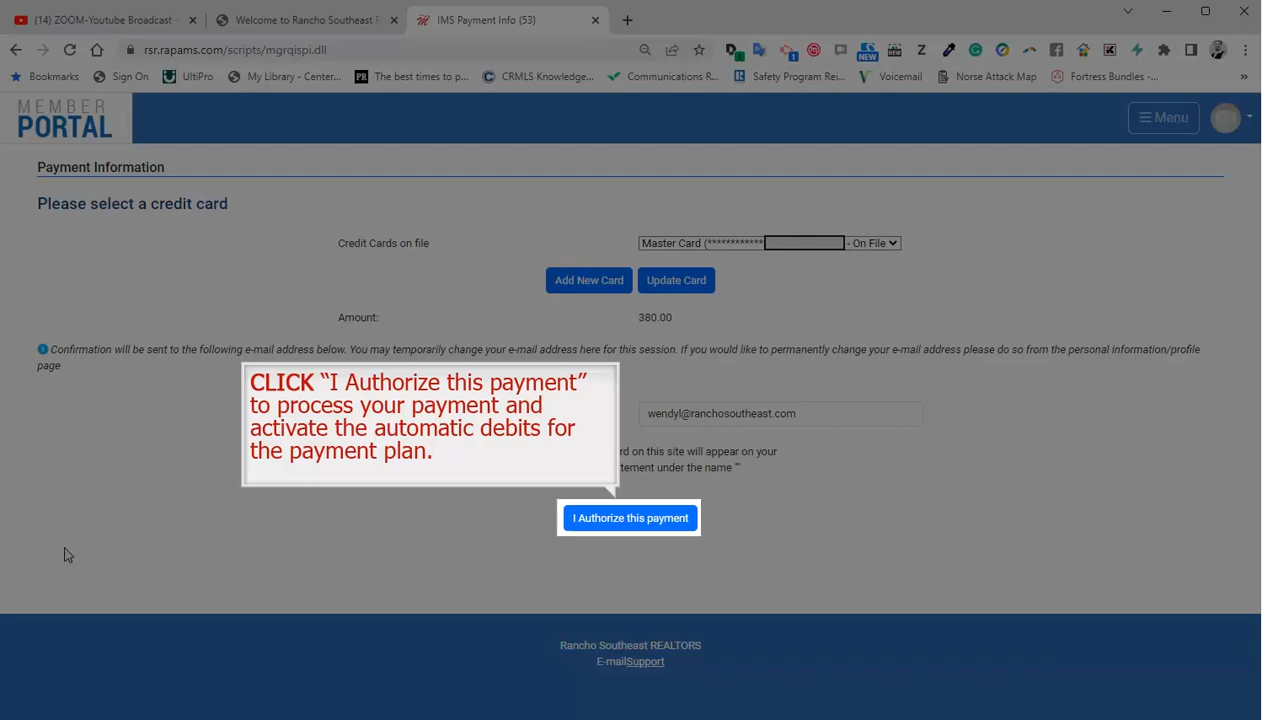 (14) ZOOM-Youtube Broadcast -
Welcome to Rancho Southeast R
IMS Payment Info (53)
rsr.rapams.com/scripts/mgrqispi.dll
NEW
1
Bookmarks
Sign On
UltiPro
My Library - Center...
PR The best times to p...
CRMLS Knowledge...
Communications R...
Safety Program Rei...
Voicemail
Norse Attack Map
Fortress Bundles -...
MEMBER
PORTAL
Menu
Payment Information
Please select a credit card
Credit Cards on file
Master Card (************
- On File
Add New Card
Update Card
Amount:
380.00
Confirmation will be sent to the following e-mail address below. You may temporarily change your e-mail address here for this session. If you would like to permanently change your e-mail address please do so from the personal information/profile
page
CLICK “I Authorize this payment”
to process your payment and
activate the automatic debits for
the payment plan.
wendyl@ranchosoutheast.com
rd on this site will appear on your
tement under the name ""
I Authorize this payment
Rancho Southeast REALTORS
E-mailSupport